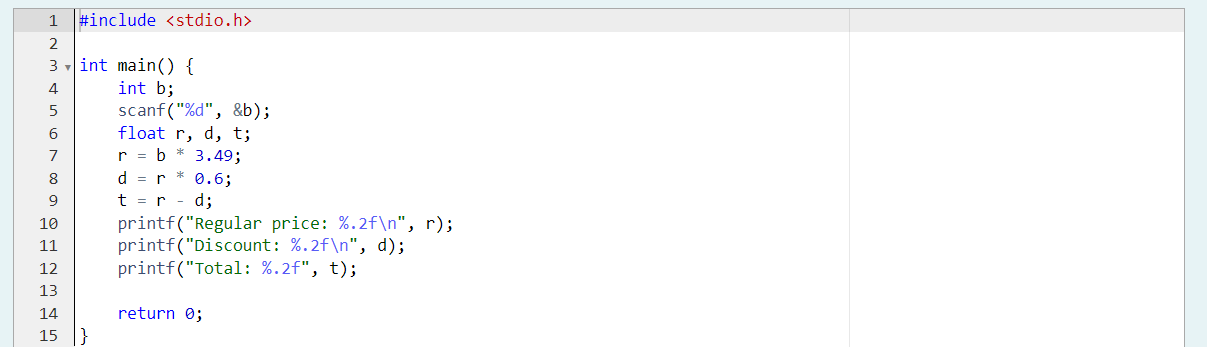 1 #include <stdio.h>
2
3 int main() {
4     int b;
5     scanf("%d", &b);
6     float r, d, t;
7     r = b * 3.49;
8     d = r * 0.6;
9     t = r - d;
10     printf("Regular price: %.2f\n", r);
11     printf("Discount: %.2f\n", d);
12     printf("Total: %.2f", t);
13
14     return 0;
15 }